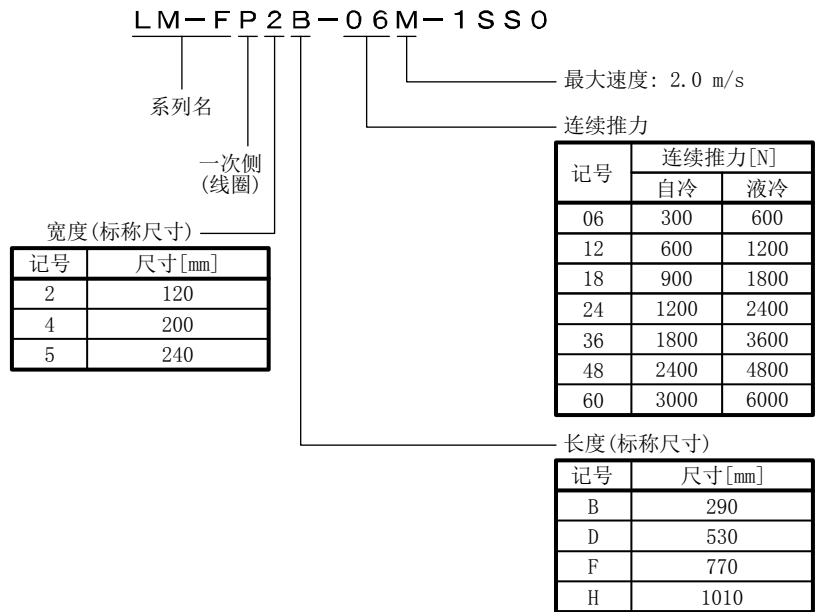 LM-FP2B-06M-1SS0
最大速度: 2.0 m/s
系列名
连续推力
一次侧
(线圈)
记号 连续推力[N]
自冷 液冷
06 300 600
12 600 1200
18 900 1800
24 1200 2400
36 1800 3600
48 2400 4800
60 3000 6000
宽度(标称尺寸)
记号 尺寸[mm]
2 120
4 200
5 240
长度(标称尺寸)
记号 尺寸[mm]
B 290
D 530
F 770
H 1010